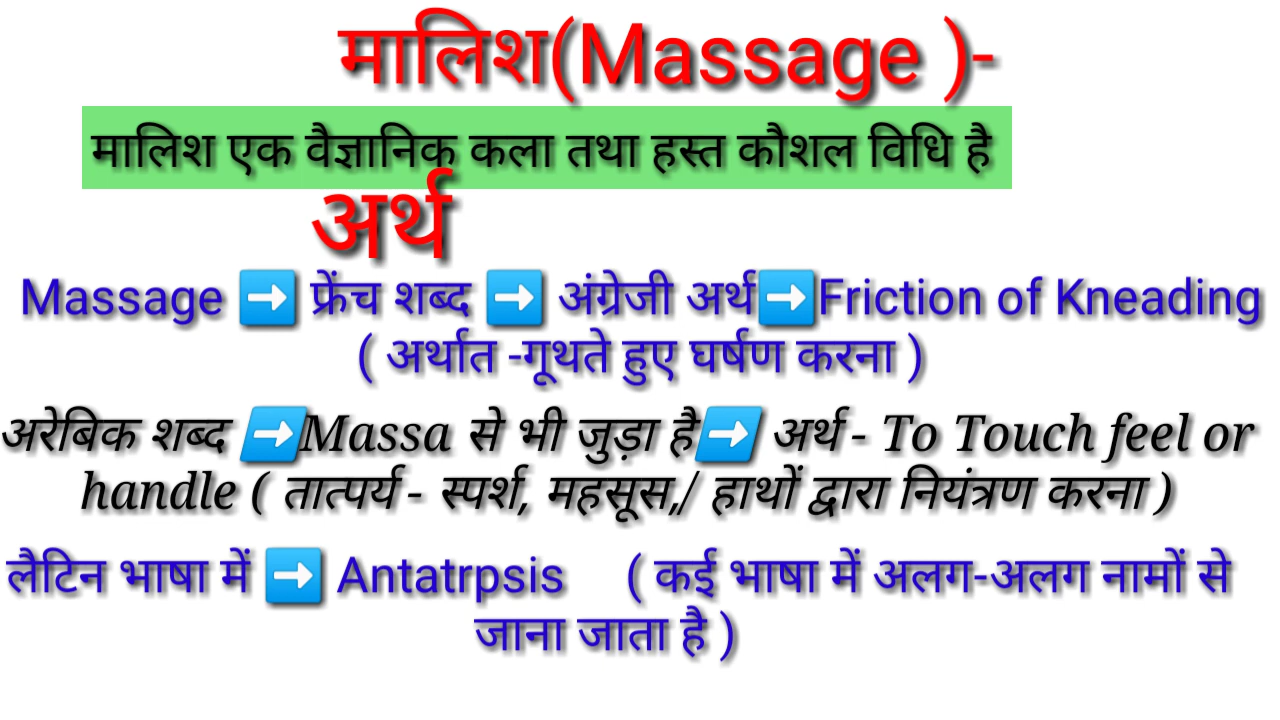 मालिश(Massage )-
मालिश एक वैज्ञानिक कला तथा हस्त कौशल विधि है
अर्थ
Massage ➡️ फ्रेंच शब्द ➡️ अंग्रेजी अर्थ➡️Friction of Kneading
( अर्थात -गूथते हुए घर्षण करना )
अरेबिक शब्द ➡️Massa से भी जुड़ा है➡️ अर्थ - To Touch feel or
handle ( तात्पर्य - स्पर्श, महसूस,/ हाथों द्वारा नियंत्रण करना )
लैटिन भाषा में ➡️ Antatrpsis ( कई भाषा में अलग-अलग नामों से
जाना जाता है )